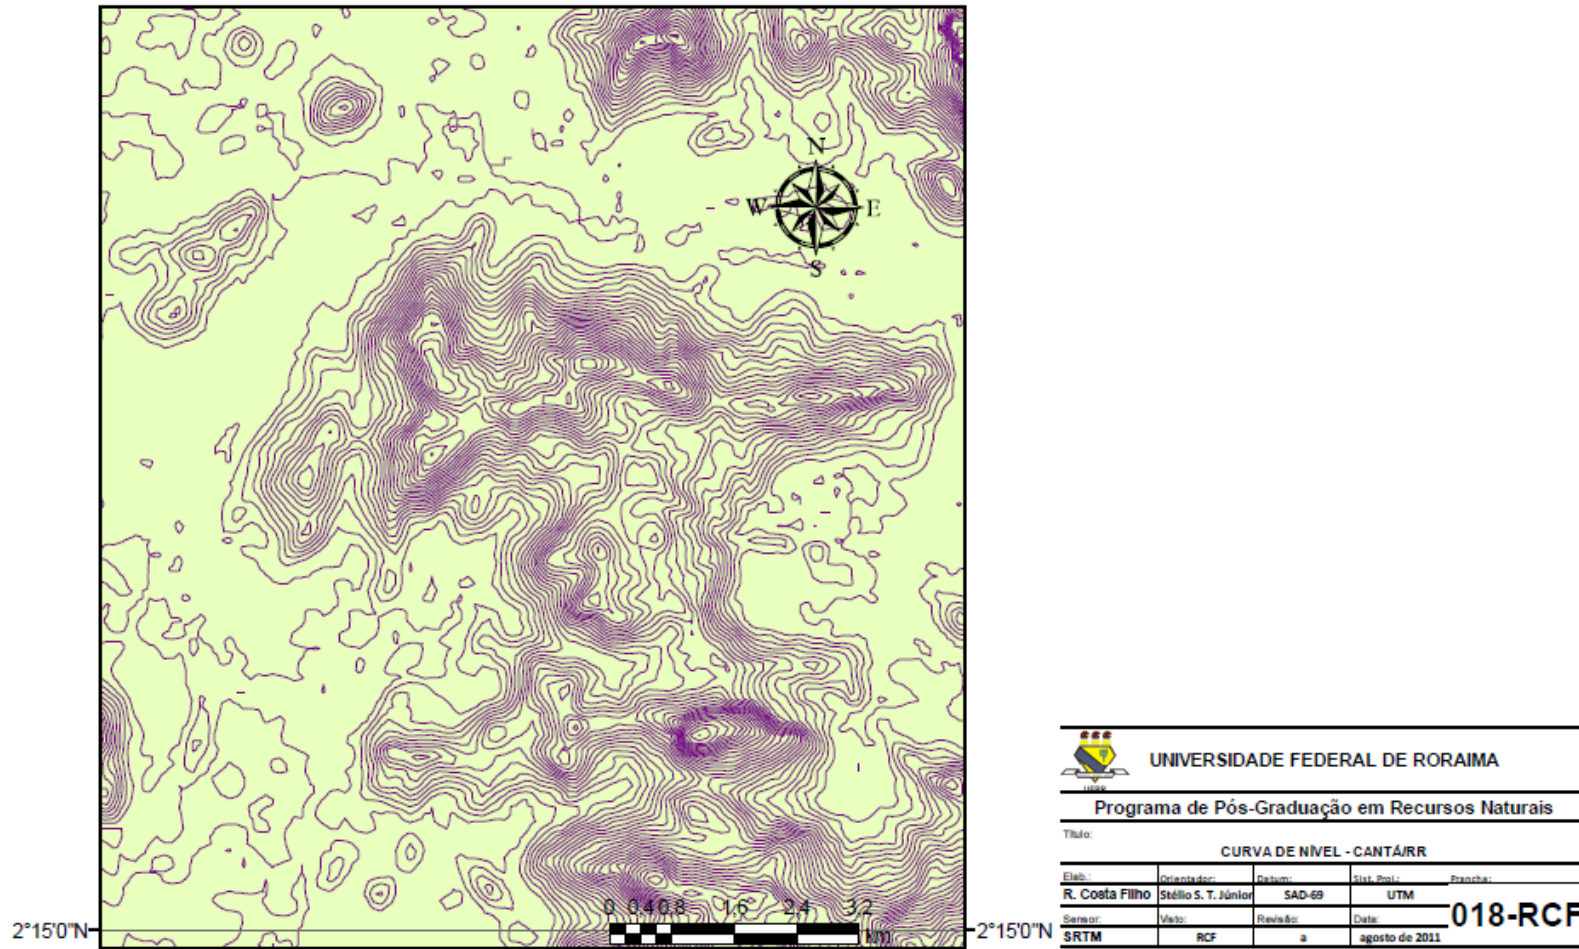 N
W E
S
0 0,4 0,8 1,6 2,4 3,2
km
2°15'0"N 2°15'0"N
UFRR
UNIVERSIDADE FEDERAL DE RORAIMA
Programa de Pós-Graduação em Recursos Naturais
Título:
CURVA DE NÍVEL - CANTÁ/RR
Elab.: Orientador: Datum: Sist. Proj.: Prancha:
R. Costa Filho Stélio S. T. Júnior SAD-69 UTM
018-RCF
Sensor: Visto: Revisão: Data:
SRTM RCF a agosto de 2011